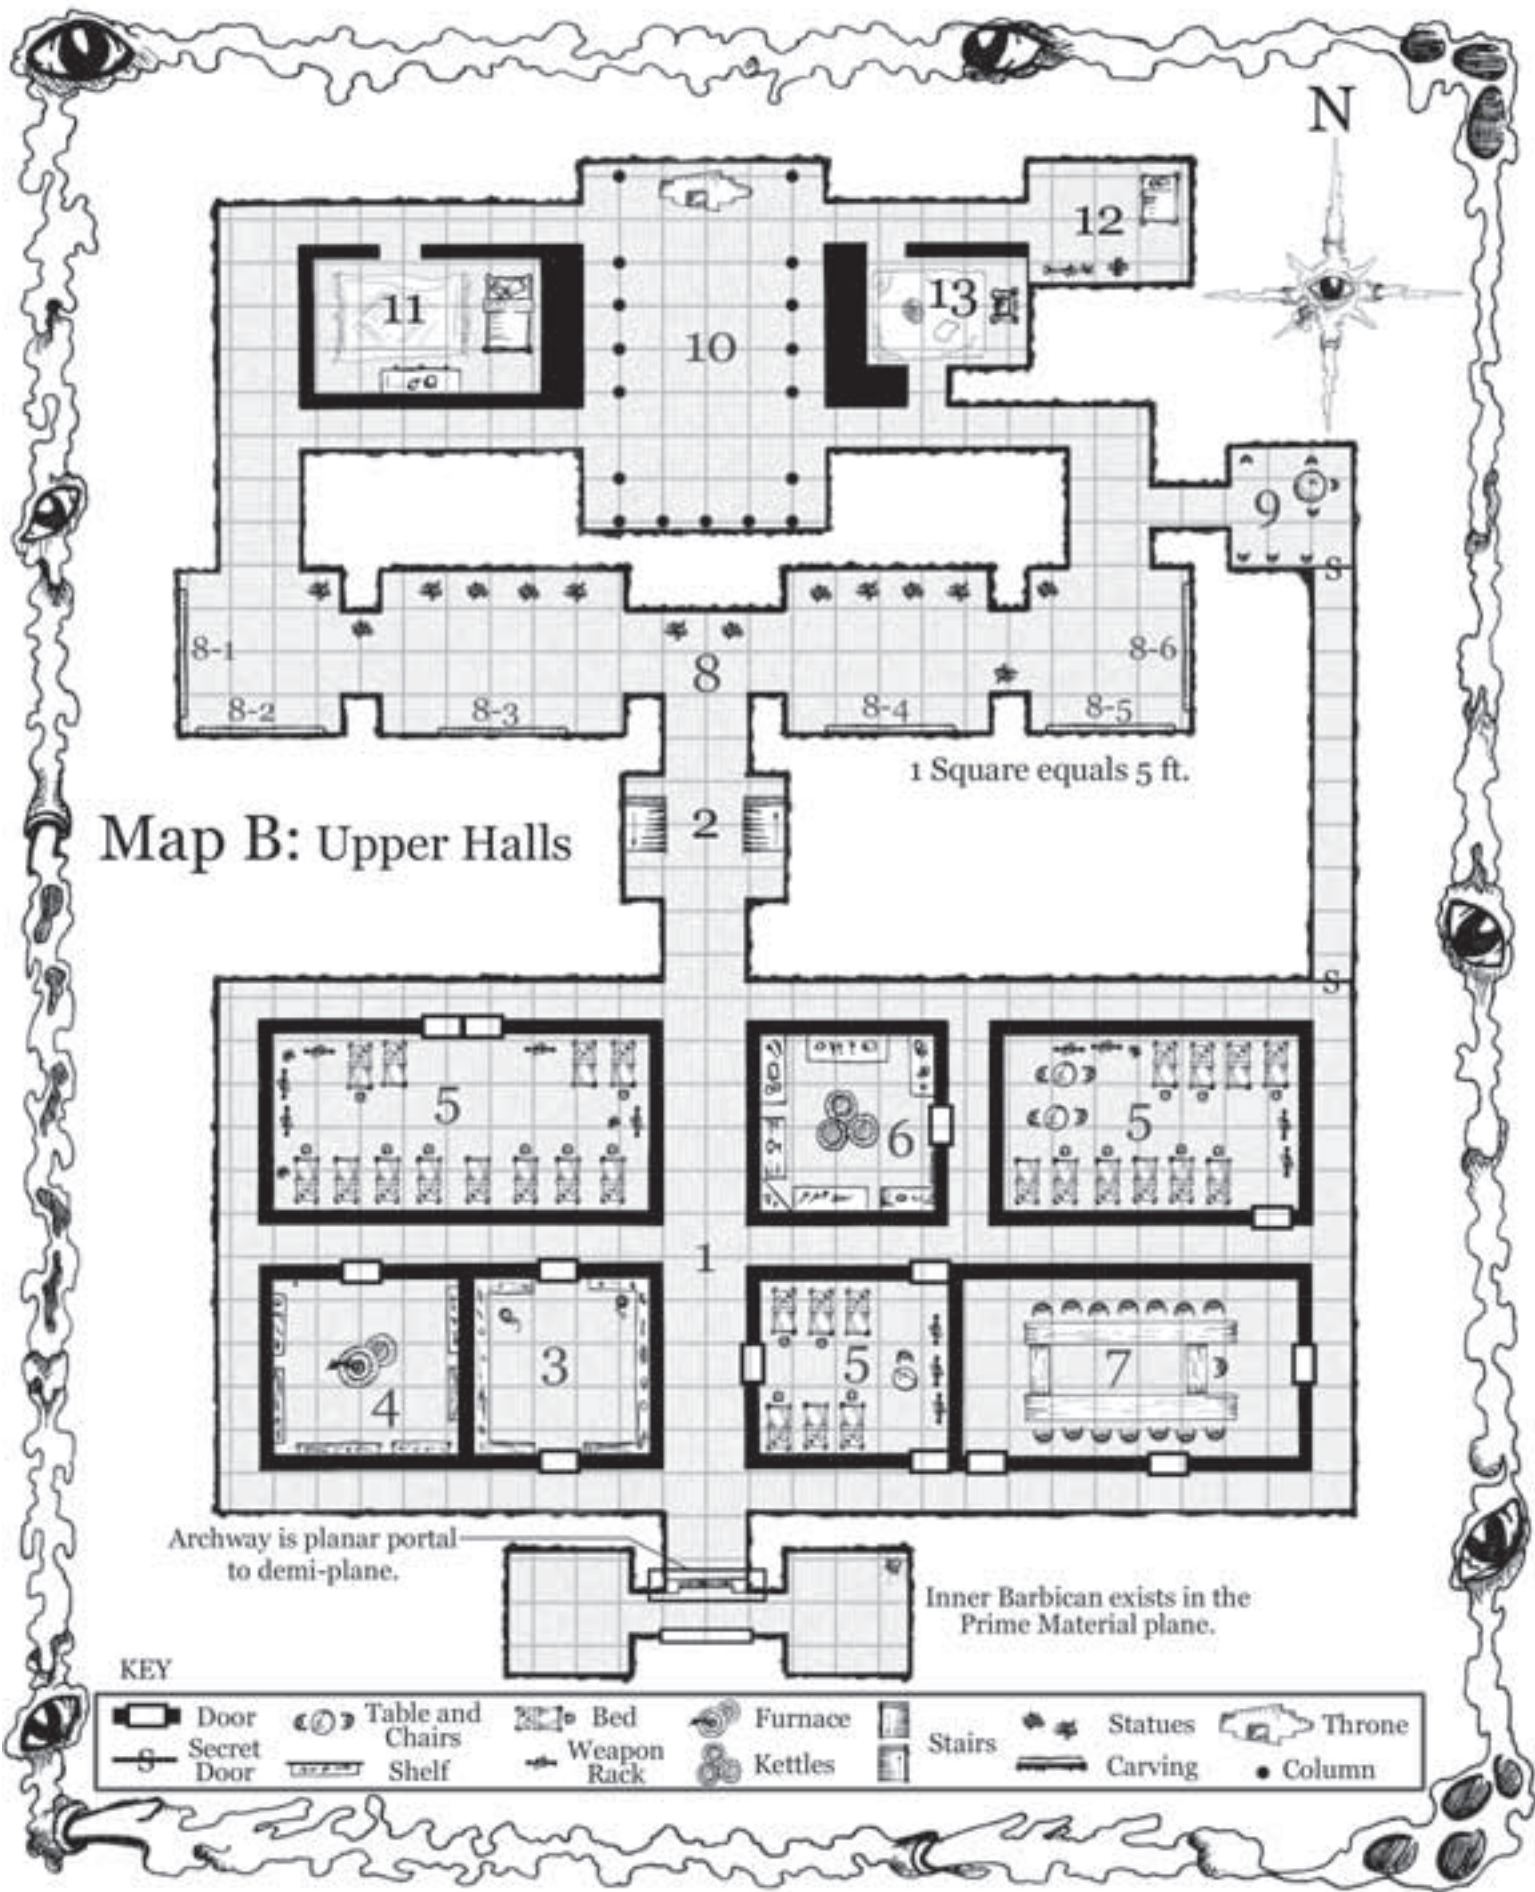 N
12
11
13
10
9
S
8-1
8
8-6
8-2
8-3
8-4
8-5
1 Square equals 5 ft.
2
Map B: Upper Halls
S
5
6
5
1
3
5
7
4
Archway is planar portal
to demi-plane.
Inner Barbican exists in the
Prime Material plane.
KEY
Door
Table and
Chairs
Bed
Furnace
Stairs
Statues
Throne
S
Secret
Door
Shelf
Weapon
Rack
Kettles
Carving
Column